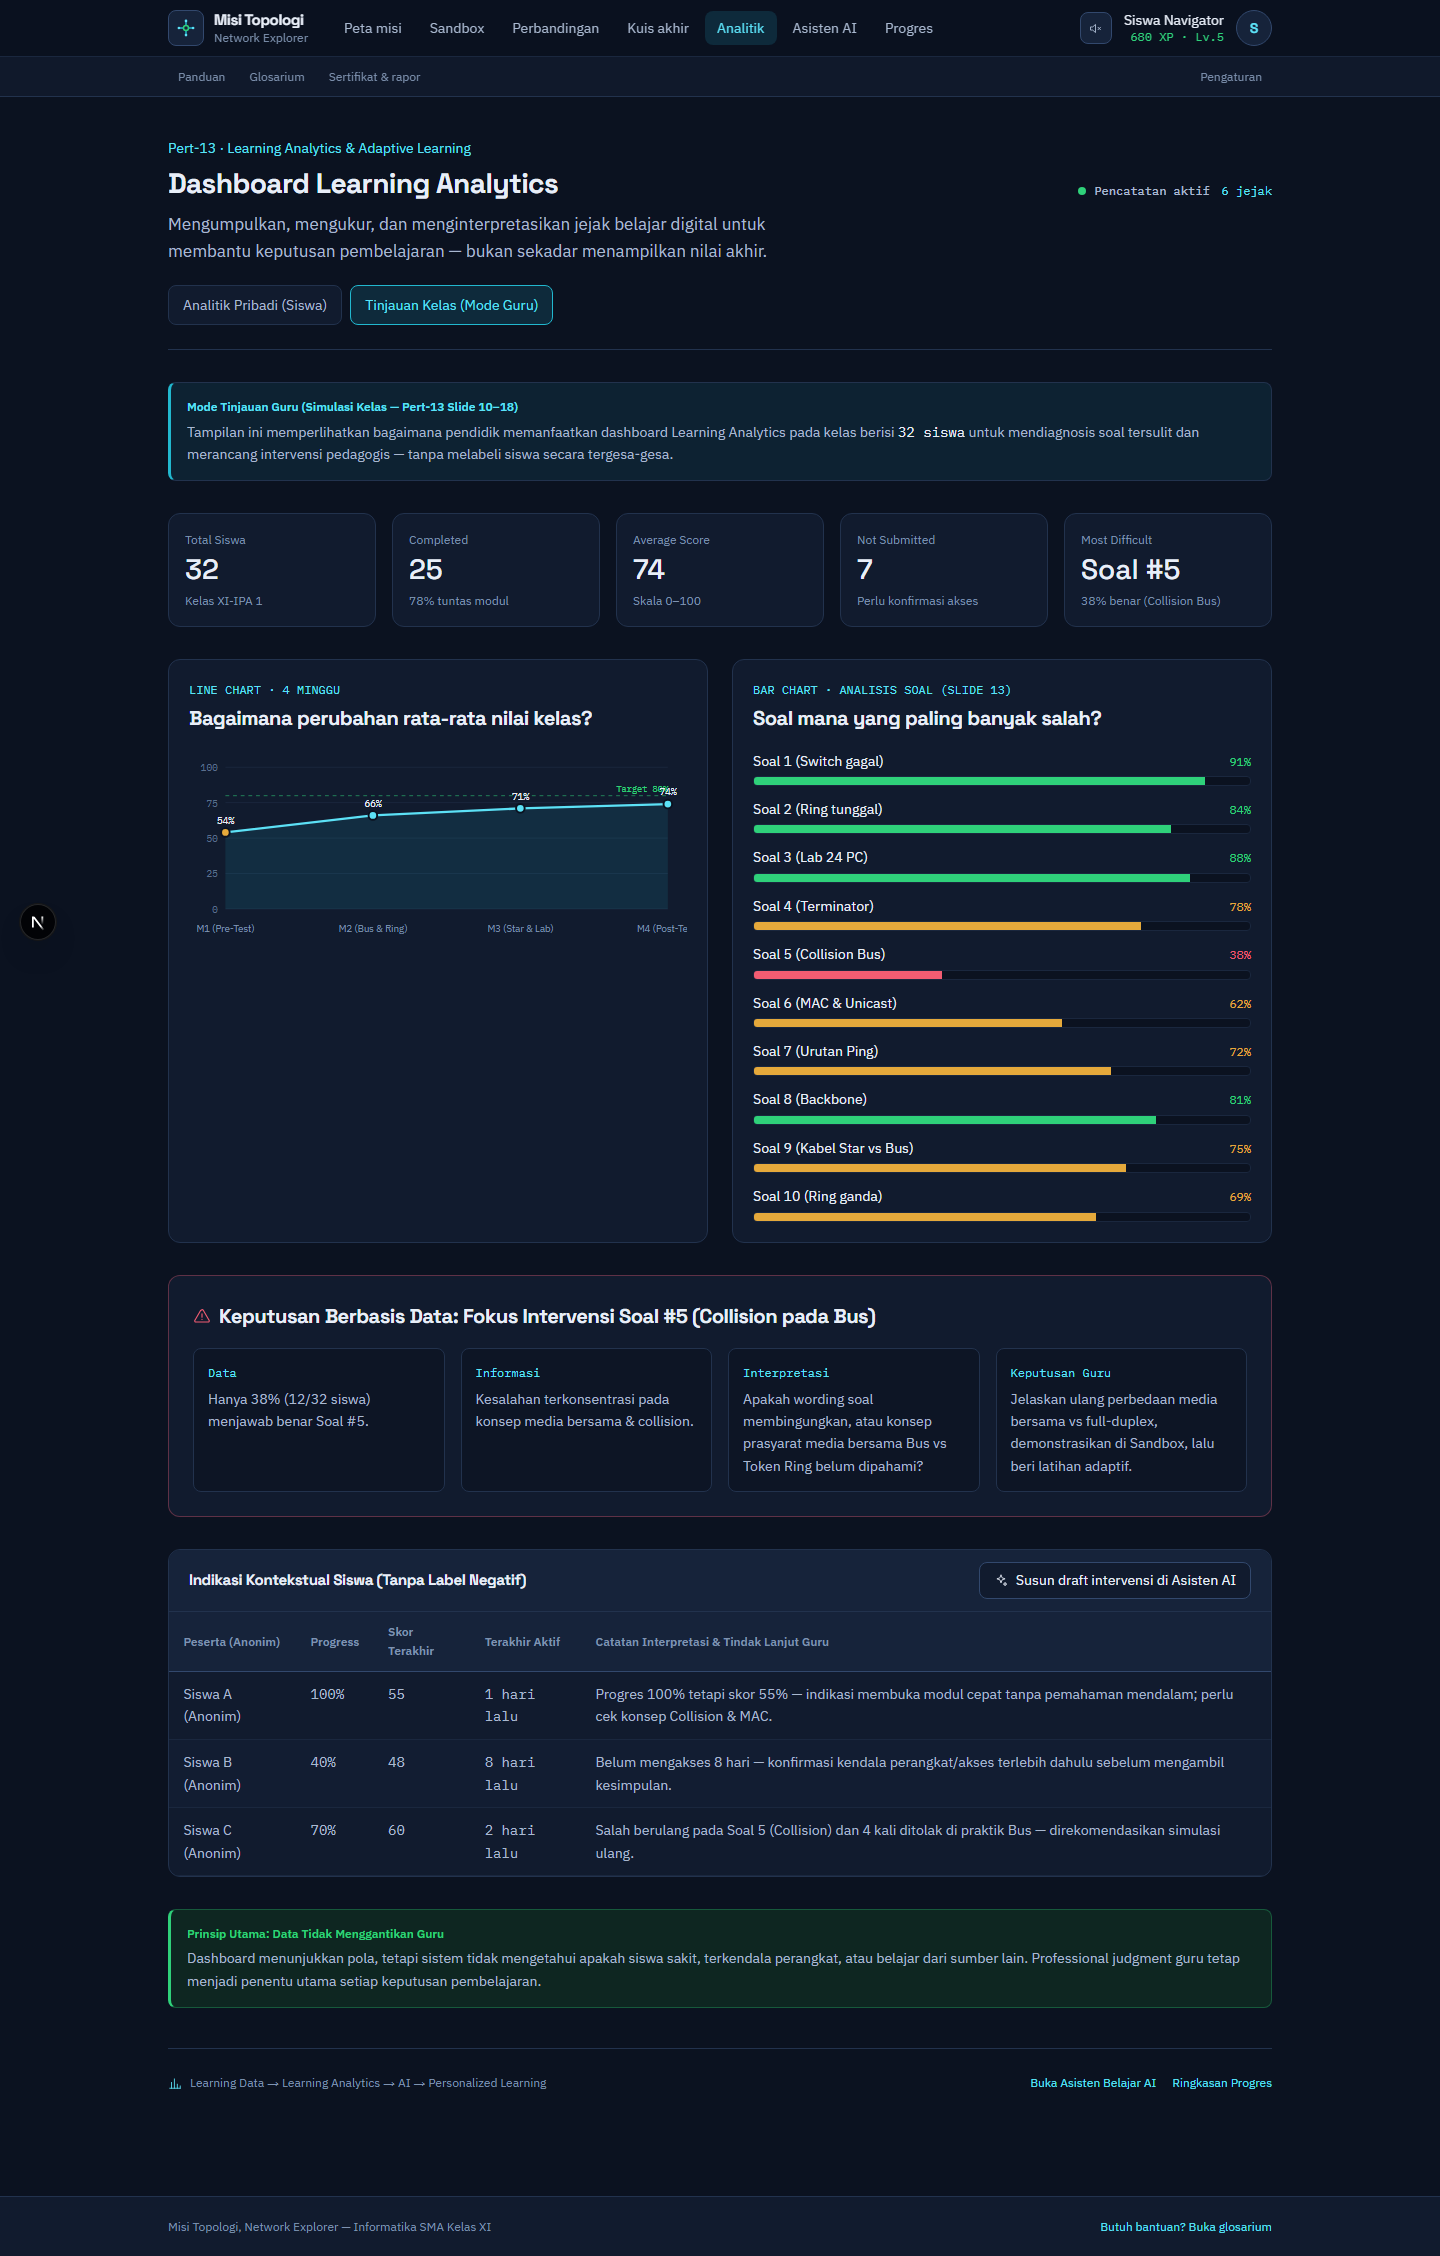 Misi Topologi
Network Explorer
Peta misi
Sandbox
Perbandingan
Kuis akhir
Analitik
Asisten AI
Progres
Siswa Navigator
680 XP · Lv.5
S
Panduan
Glosarium
Sertifikat & rapor
Pengaturan
Pert-13 · Learning Analytics & Adaptive Learning
Dashboard Learning Analytics
Pencatatan aktif 6 jejak
Mengumpulkan, mengukur, dan menginterpretasikan jejak belajar digital untuk
membantu keputusan pembelajaran — bukan sekadar menampilkan nilai akhir.
Analitik Pribadi (Siswa)
Tinjauan Kelas (Mode Guru)
Mode Tinjauan Guru (Simulasi Kelas — Pert-13 Slide 10–18)
Tampilan ini memperlihatkan bagaimana pendidik memanfaatkan dashboard Learning Analytics pada kelas berisi 32 siswa untuk mendiagnosis soal tersulit dan
merancang intervensi pedagogis — tanpa melabeli siswa secara tergesa-gesa.
Total Siswa
32
Kelas XI-IPA 1
Completed
25
78% tuntas modul
Average Score
74
Skala 0–100
Not Submitted
7
Perlu konfirmasi akses
Most Difficult
Soal #5
38% benar (Collision Bus)
LINE CHART · 4 MINGGU
Bagaimana perubahan rata-rata nilai kelas?
100
75
50
25
0
Target 80%
54%
66%
71%
74%
M1 (Pre-Test)
M2 (Bus & Ring)
M3 (Star & Lab)
M4 (Post-Te
BAR CHART · ANALISIS SOAL (SLIDE 13)
Soal mana yang paling banyak salah?
Soal 1 (Switch gagal) 91%
Soal 2 (Ring tunggal) 84%
Soal 3 (Lab 24 PC) 88%
Soal 4 (Terminator) 78%
Soal 5 (Collision Bus) 38%
Soal 6 (MAC & Unicast) 62%
Soal 7 (Urutan Ping) 72%
Soal 8 (Backbone) 81%
Soal 9 (Kabel Star vs Bus) 75%
Soal 10 (Ring ganda) 69%
N
Keputusan Berbasis Data: Fokus Intervensi Soal #5 (Collision pada Bus)
Data
Hanya 38% (12/32 siswa)
menjawab benar Soal #5.
Informasi
Kesalahan terkonsentrasi pada
konsep media bersama & collision.
Interpretasi
Apakah wording soal
membingungkan, atau konsep
prasyarat media bersama Bus vs
Token Ring belum dipahami?
Keputusan Guru
Jelaskan ulang perbedaan media
bersama vs full-duplex,
demonstrasikan di Sandbox, lalu
beri latihan adaptif.
Indikasi Kontekstual Siswa (Tanpa Label Negatif)
Susun draft intervensi di Asisten AI
Peserta (Anonim)
Progress
Skor
Terakhir
Terakhir Aktif
Catatan Interpretasi & Tindak Lanjut Guru
Siswa A
(Anonim)
100%
55
1 hari
lalu
Progres 100% tetapi skor 55% — indikasi membuka modul cepat tanpa pemahaman mendalam; perlu
cek konsep Collision & MAC.
Siswa B
(Anonim)
40%
48
8 hari
lalu
Belum mengakses 8 hari — konfirmasi kendala perangkat/akses terlebih dahulu sebelum mengambil
kesimpulan.
Siswa C
(Anonim)
70%
60
2 hari
lalu
Salah berulang pada Soal 5 (Collision) dan 4 kali ditolak di praktik Bus — direkomendasikan simulasi
ulang.
Prinsip Utama: Data Tidak Menggantikan Guru
Dashboard menunjukkan pola, tetapi sistem tidak mengetahui apakah siswa sakit, terkendala perangkat, atau belajar dari sumber lain. Professional judgment guru tetap
menjadi penentu utama setiap keputusan pembelajaran.
Learning Data → Learning Analytics → AI → Personalized Learning
Buka Asisten Belajar AI
Ringkasan Progres
Misi Topologi, Network Explorer — Informatika SMA Kelas XI
Butuh bantuan? Buka glosarium